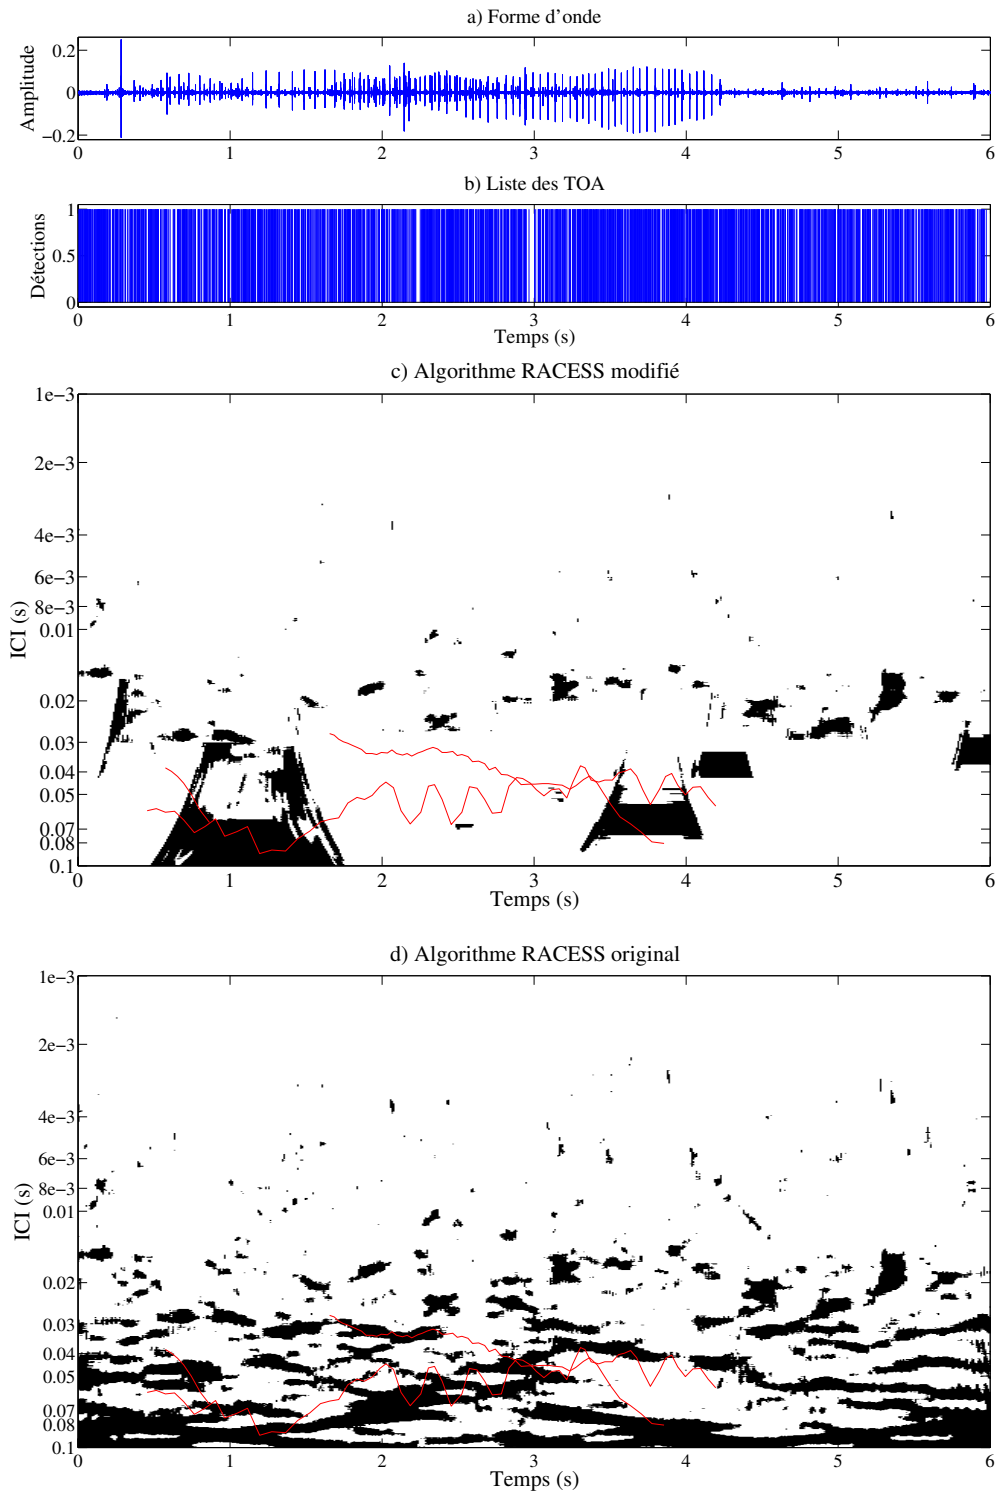 a) Forme d'onde
Amplitude
0.2
0
−0.2
0 1 2 3 4 5 6
b) Liste des TOA
Détections
1
0.5
0
0 1 2 3 4 5 6
Temps (s)
c) Algorithme RACESS modifié
ICI (s)
1e−3
2e−3
4e−3
6e−3
8e−3
0.01
0.02
0.03
0.04
0.05
0.07
0.08
0.1
0 1 2 3 4 5 6
Temps (s)
d) Algorithme RACESS original
ICI (s)
1e−3
2e−3
4e−3
6e−3
8e−3
0.01
0.02
0.03
0.04
0.05
0.07
0.08
0.1
0 1 2 3 4 5 6
Temps (s)